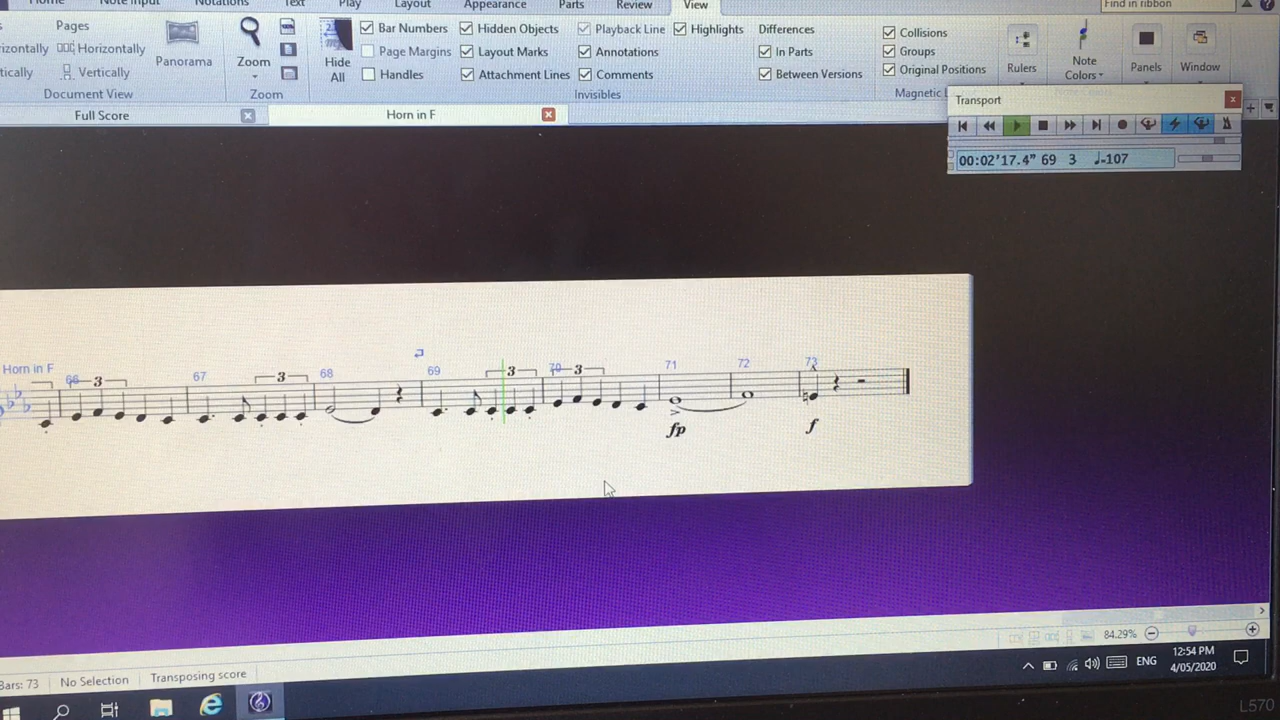 Home Note Input Notations Text Play Layout Appearance Parts Review View Find in ribbon
Pages
Horizontally Horizontally
Vertically Vertically
Panorama
Document View
Zoom
Zoom
Hide All
Bar Numbers Hidden Objects Playback Line Highlights
Page Margins Layout Marks Annotations
Handles Attachment Lines Comments
Invisibles
Differences
In Parts
Between Versions
Collisions
Groups
Original Positions
Magnetic
Rulers
Note Colors
Panels
Window
Full Score Horn in F
Transport
00:02'17.4" 69 3 ♩=107
Horn in F
66 3 67 3 68 69 3 70 3 71 72 73
fp f
Bars: 73 No Selection Transposing score
84.29%
ENG
12:54 PM
4/05/2020
L570